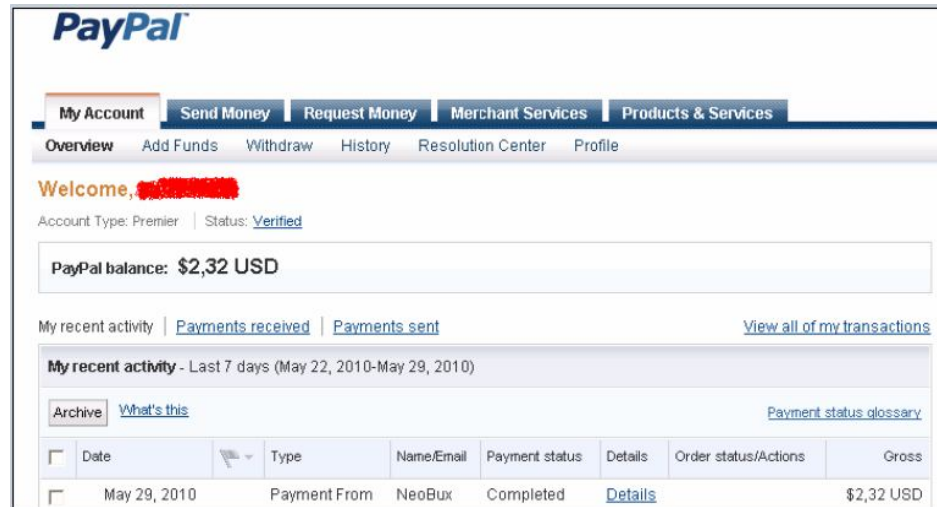 PayPal
My Account Send Money Request Money Merchant Services Products & Services
Overview Add Funds Withdraw History Resolution Center Profile
Welcome,
Account Type: Premier | Status: Verified
PayPal balance: $2,32 USD
My recent activity | Payments received | Payments sent View all of my transactions
My recent activity - Last 7 days (May 22, 2010-May 29, 2010)
Archive What's this Payment status glossary
Date Type Name/Email Payment status Details Order status/Actions Gross
May 29, 2010 Payment From NeoBux Completed Details $2,32 USD